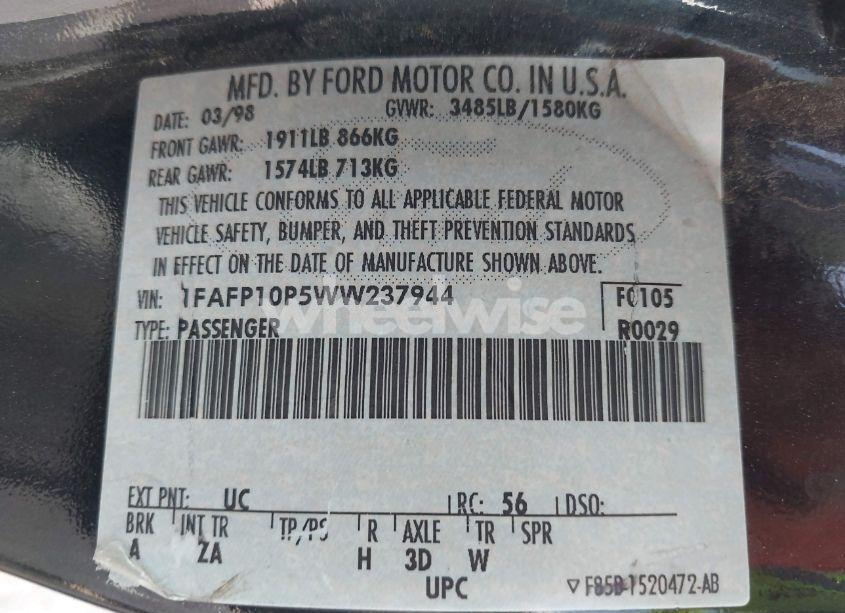 MFD. BY FORD MOTOR CO. IN U.S.A.
DATE: 03/98 GVWR: 3485LB/1580KG
FRONT GAWR: 1911LB 866KG
REAR GAWR: 1574LB 713KG
THIS VEHICLE CONFORMS TO ALL APPLICABLE FEDERAL MOTOR
VEHICLE SAFETY, BUMPER, AND THEFT PREVENTION STANDARDS
IN EFFECT ON THE DATE OF MANUFACTURE SHOWN ABOVE.
VIN: 1FAFP10P5WW237944 F0105
TYPE: PASSENGER R0029
wheelwise
EXT PNT: UC RC: 56 DSO:
BRK INT TR TP/PS R AXLE TR SPR
A ZA H 3D W
UPC ▽ F85B-1520472-AB